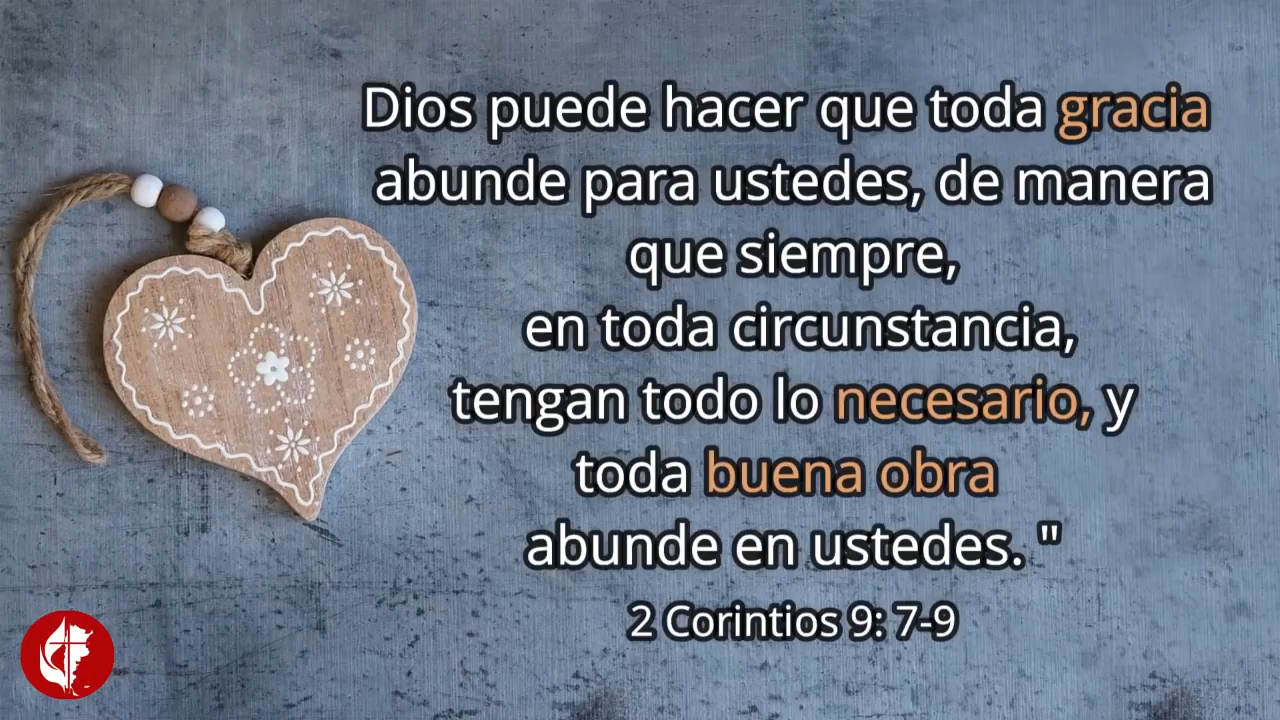 Dios puede hacer que toda gracia
abunde para ustedes, de manera
que siempre,
en toda circunstancia,
tengan todo lo necesario, y
toda buena obra
abunde en ustedes. "
2 Corintios 9: 7-9